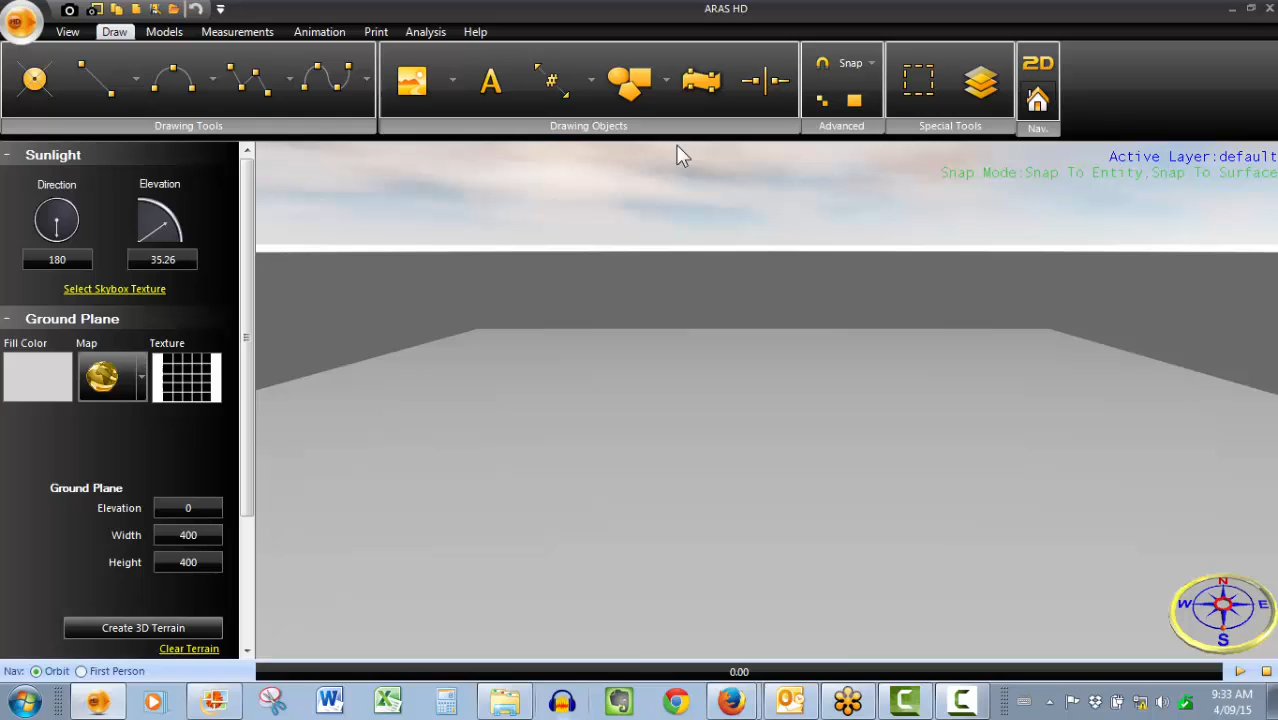 ARAS HD
HD
View Draw Models Measurements Animation Print Analysis Help
A # Snap 2D
Drawing Tools Drawing Objects Advanced Special Tools Nav.
Sunlight
Direction Elevation
180 35.26
Select Skybox Texture
Ground Plane
Fill Color Map Texture
Ground Plane
Elevation 0
Width 400
Height 400
Create 3D Terrain
Clear Terrain
Active Layer:default
Snap Mode:Snap To Entity,Snap To Surface
N
W E
S
Nav: Orbit First Person 0.00
9:33 AM
4/09/15